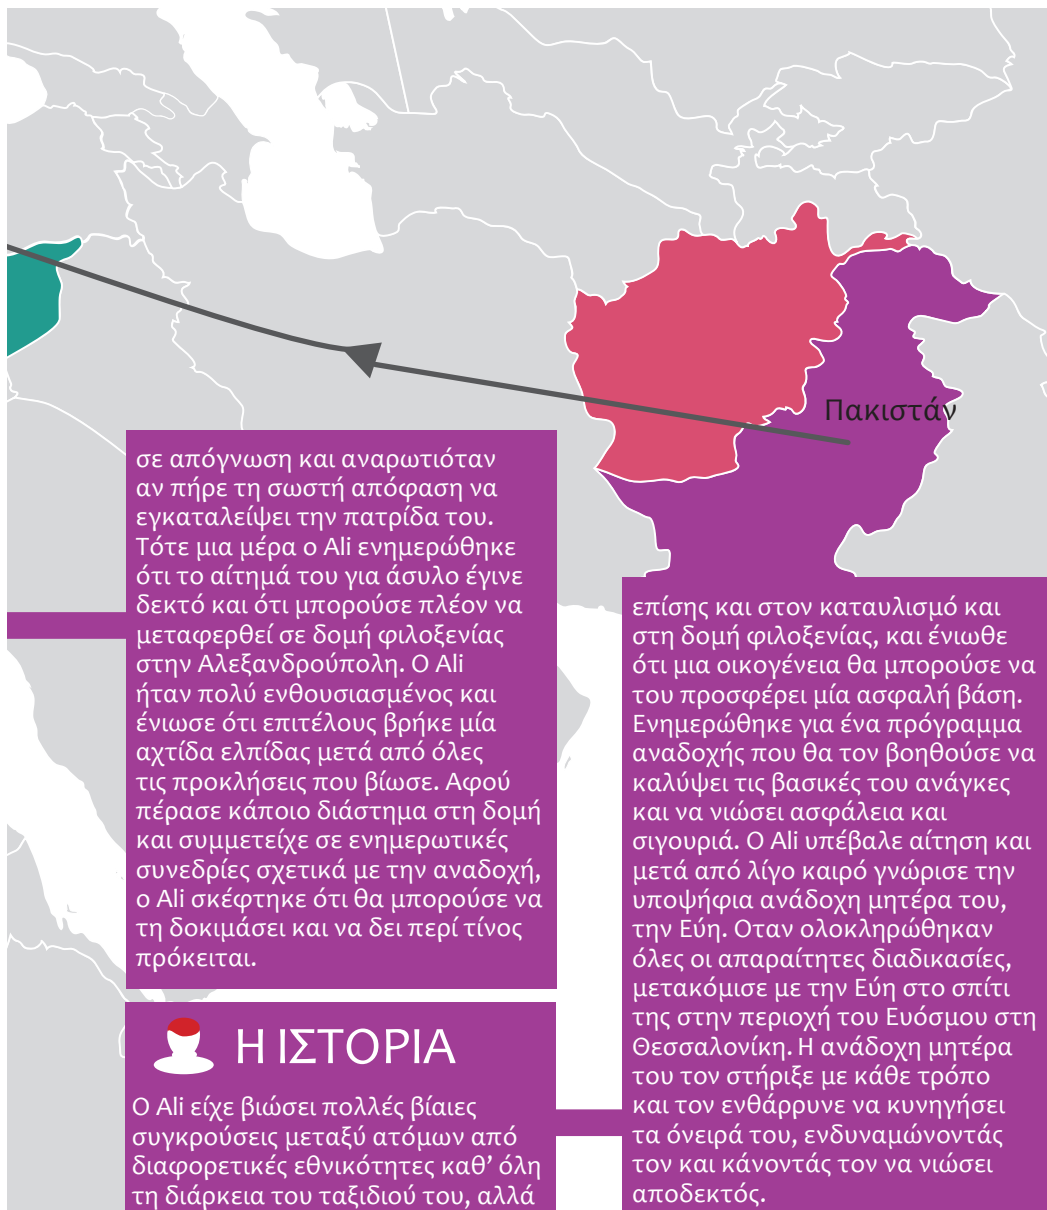 Πακιστάν
σε απόγνωση και αναρωτιόταν
αν πήρε τη σωστή απόφαση να
εγκαταλείψει την πατρίδα του.
Τότε μια μέρα ο Ali ενημερώθηκε
ότι το αίτημά του για άσυλο έγινε
δεκτό και ότι μπορούσε πλέον να
μεταφερθεί σε δομή φιλοξενίας
στην Αλεξανδρούπολη. Ο Ali
ήταν πολύ ενθουσιασμένος και
ένιωσε ότι επιτέλους βρήκε μία
αχτίδα ελπίδας μετά από όλες
τις προκλήσεις που βίωσε. Αφού
πέρασε κάποιο διάστημα στη δομή
και συμμετείχε σε ενημερωτικές
συνεδρίες σχετικά με την αναδοχή,
ο Ali σκέφτηκε ότι θα μπορούσε να
τη δοκιμάσει και να δει περί τίνος
πρόκειται.
Η ΙΣΤΟΡΙΑ
Ο Ali είχε βιώσει πολλές βίαιες
συγκρούσεις μεταξύ ατόμων από
διαφορετικές εθνικότητες καθ’ όλη
τη διάρκεια του ταξιδιού του, αλλά
επίσης και στον καταυλισμό και
στη δομή φιλοξενίας, και ένιωθε
ότι μια οικογένεια θα μπορούσε να
του προσφέρει μία ασφαλή βάση.
Ενημερώθηκε για ένα πρόγραμμα
αναδοχής που θα τον βοηθούσε να
καλύψει τις βασικές του ανάγκες
και να νιώσει ασφάλεια και
σιγουριά. Ο Ali υπέβαλε αίτηση και
μετά από λίγο καιρό γνώρισε την
υποψήφια ανάδοχη μητέρα του,
την Εύη. Οταν ολοκληρώθηκαν
όλες οι απαραίτητες διαδικασίες,
μετακόμισε με την Εύη στο σπίτι
της στην περιοχή του Ευόσμου στη
Θεσσαλονίκη. Η ανάδοχη μητέρα
του τον στήριξε με κάθε τρόπο
και τον ενθάρρυνε να κυνηγήσει
τα όνειρά του, ενδυναμώνοντάς
τον και κάνοντάς τον να νιώσει
αποδεκτός.